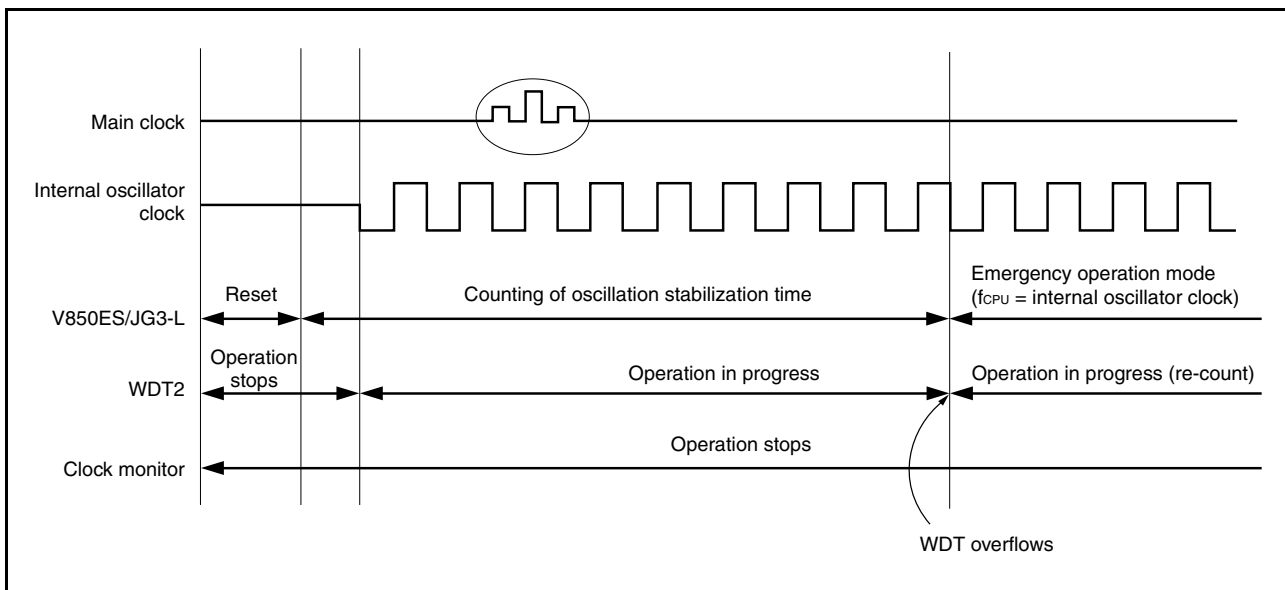 Main clock
Internal oscillator
clock
Emergency operation mode
(fCPU = internal oscillator clock)
Reset
Counting of oscillation stabilization time
V850ES/JG3-L
Operation
stops
Operation in progress
Operation in progress (re-count)
WDT2
Operation stops
Clock monitor
WDT overflows